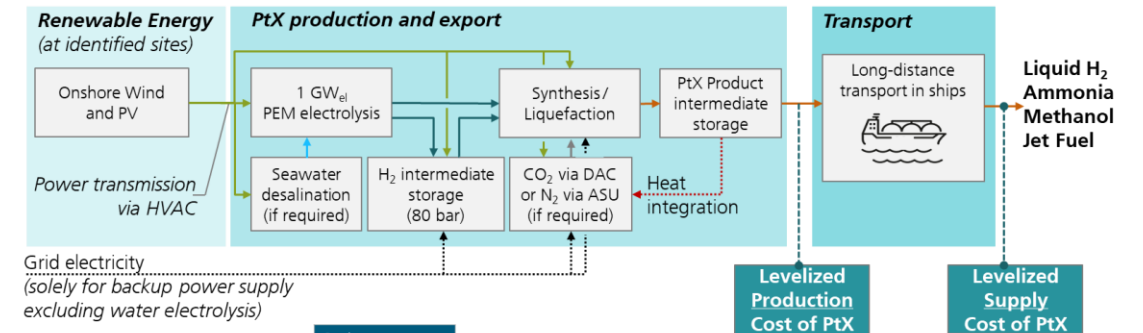 Renewable Energy
(at identified sites)
PtX production and export
Transport
Onshore Wind
and PV
1 GWel
PEM electrolysis
Synthesis/
Liquefaction
PtX Product
intermediate
storage
Long-distance
transport in ships
Liquid H₂
Ammonia
Methanol
Jet Fuel
Power transmission
via HVAC
Seawater
desalination
(if required)
H₂ intermediate
storage
(80 bar)
CO₂ via DAC
or N₂ via ASU
(if required)
Heat
integration
Grid electricity
(solely for backup power supply
excluding water electrolysis)
Levelized
Production
Cost of PtX
Levelized
Supply
Cost of PtX